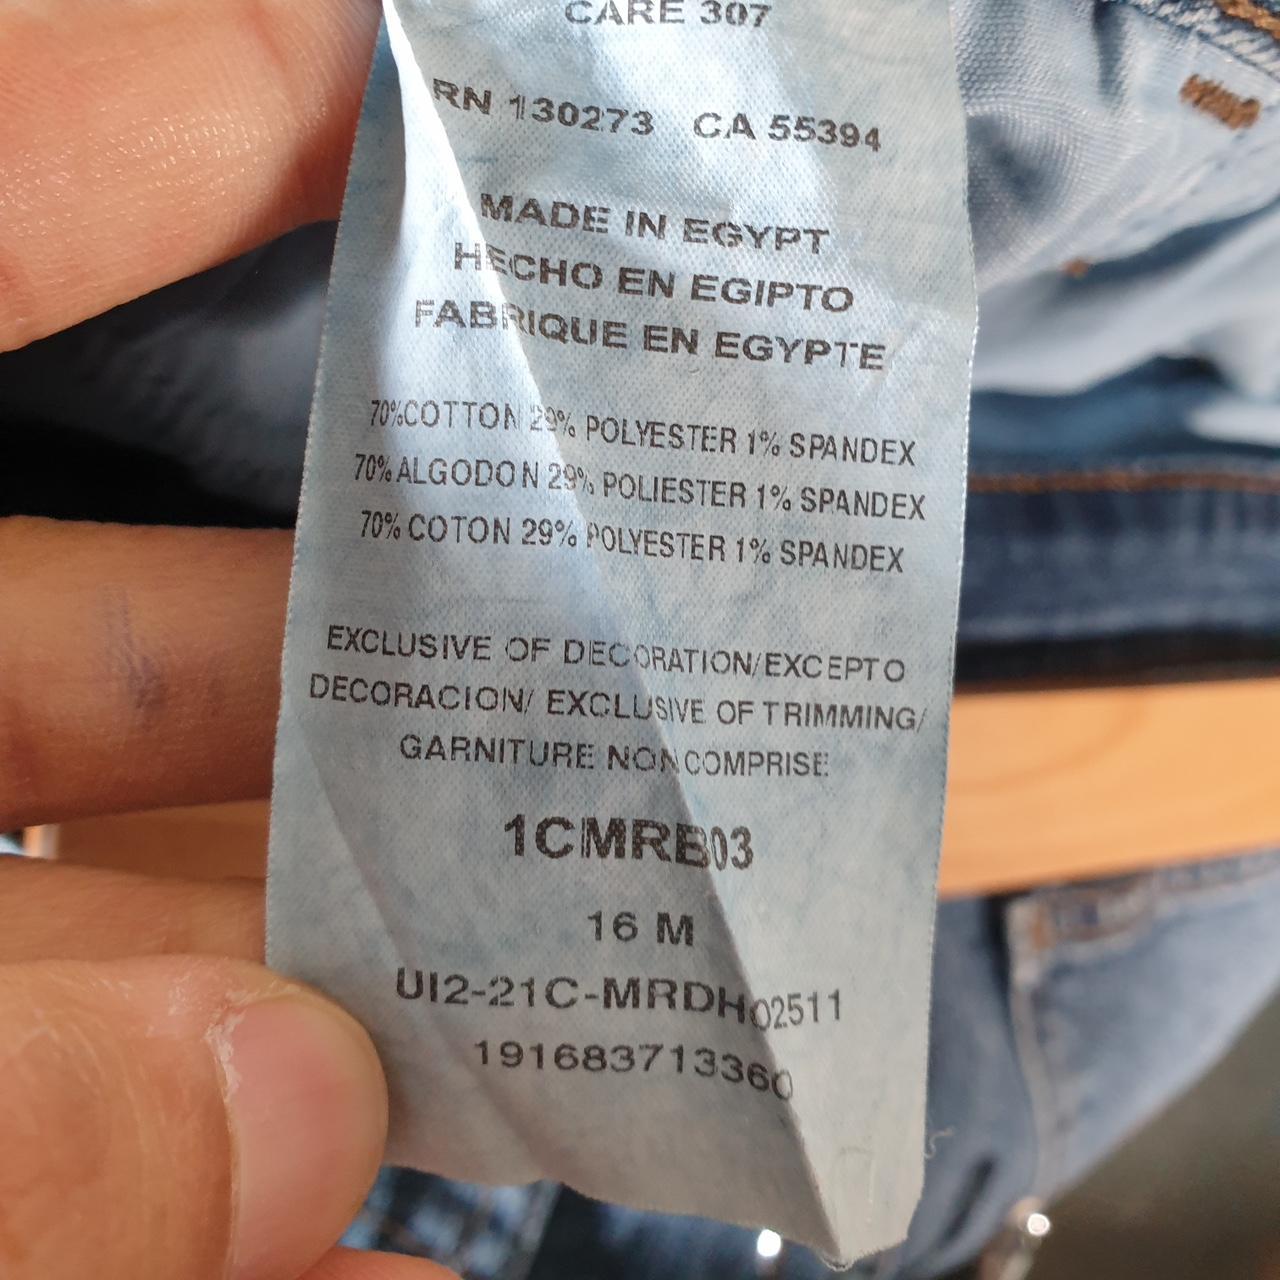 CARE 307
RN 130273 CA 55394
MADE IN EGYPT
HECHO EN EGIPTO
FABRIQUE EN EGYPTE
70%COTTON 29% POLYESTER 1% SPANDEX
70% ALGODON 29% POLIESTER 1% SPANDEX
70% COTON 29% POLYESTER 1% SPANDEX
EXCLUSIVE OF DECORATION/EXCEPTO
DECORACION/ EXCLUSIVE OF TRIMMING/
GARNITURE NON COMPRISE
1CMRB03
16 M
UI2-21C-MRDH02511
191683713360